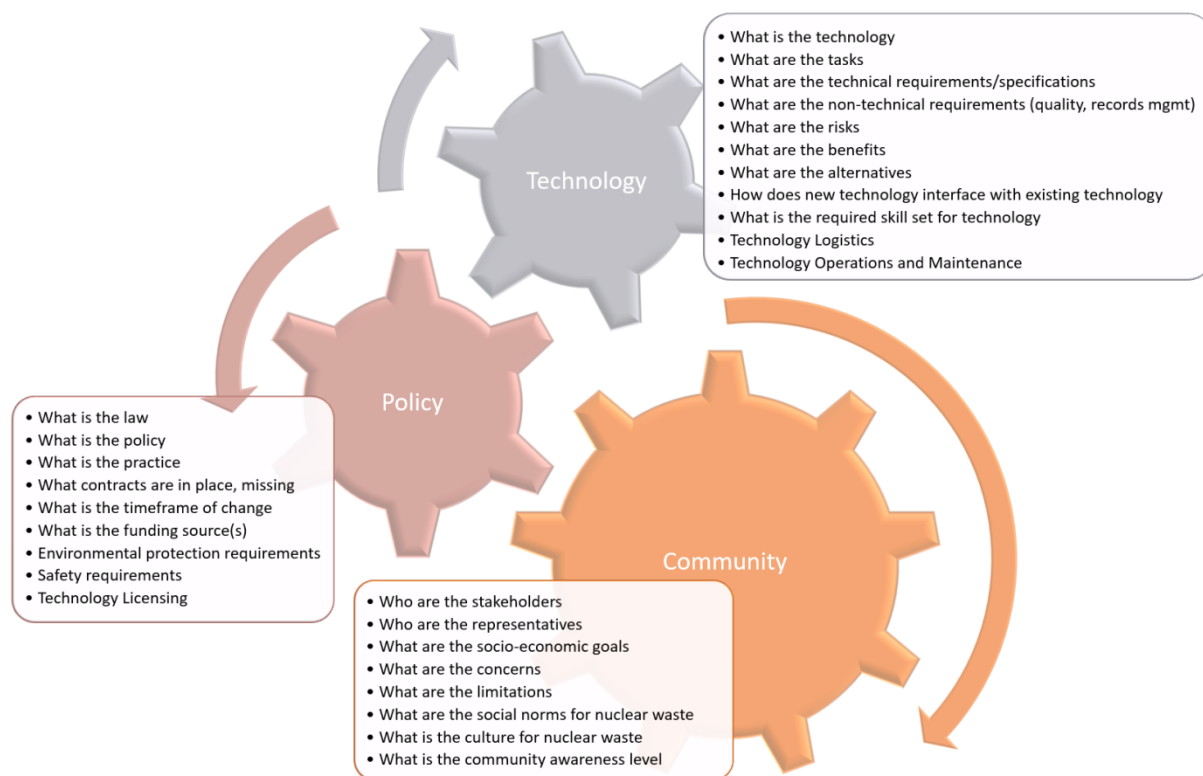 Technology
• What is the technology
• What are the tasks
• What are the technical requirements/specifications
• What are the non-technical requirements (quality, records mgmt)
• What are the risks
• What are the benefits
• What are the alternatives
• How does new technology interface with existing technology
• What is the required skill set for technology
• Technology Logistics
• Technology Operations and Maintenance
Policy
• What is the law
• What is the policy
• What is the practice
• What contracts are in place, missing
• What is the timeframe of change
• What is the funding source(s)
• Environmental protection requirements
• Safety requirements
• Technology Licensing
Community
• Who are the stakeholders
• Who are the representatives
• What are the socio-economic goals
• What are the concerns
• What are the limitations
• What are the social norms for nuclear waste
• What is the culture for nuclear waste
• What is the community awareness level